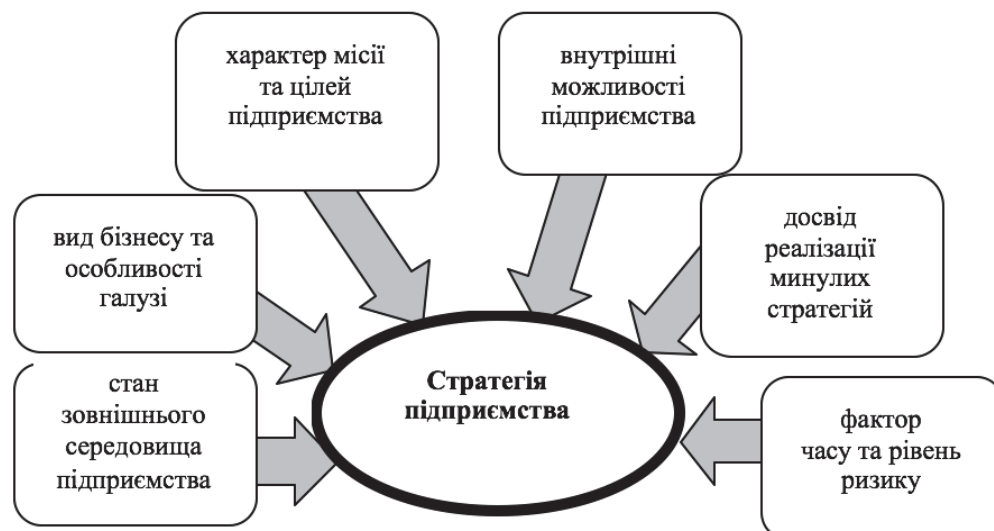 характер місії
та цілей
підприємства
внутрішні
можливості
підприємства
вид бізнесу та
особливості
галузі
досвід
реалізації
минулих
стратегій
стан
зовнішнього
середовища
підприємства
Стратегія
підприємства
фактор
часу та рівень
ризику